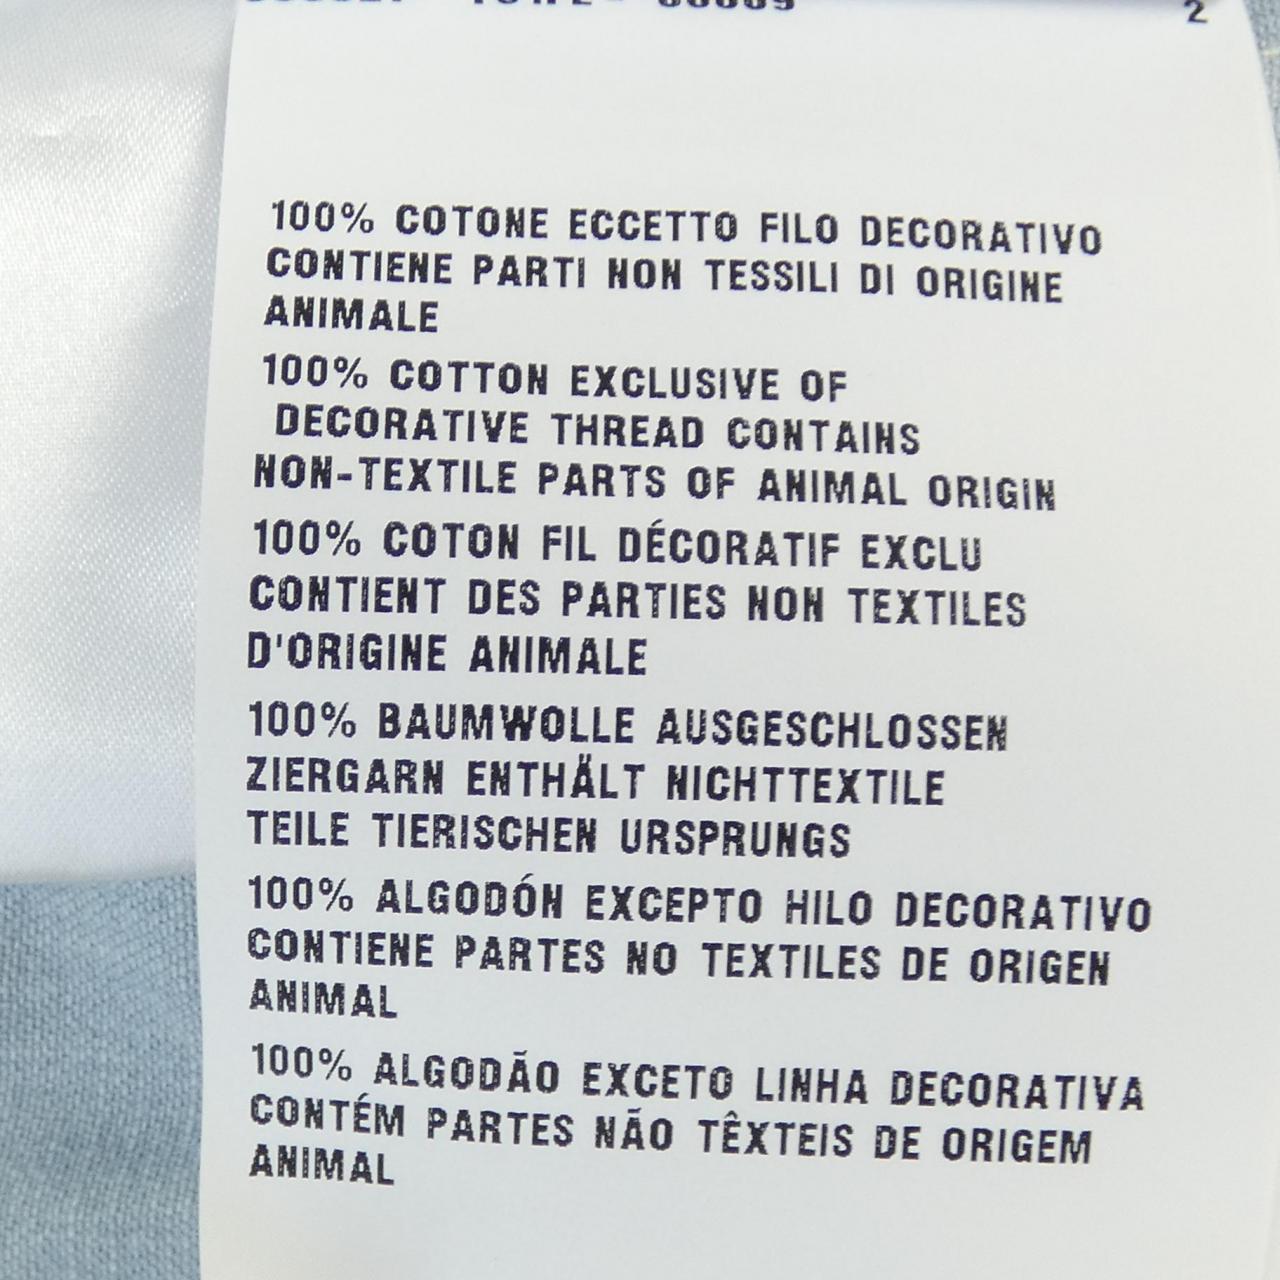 2
100% COTONE ECCETTO FILO DECORATIVO
CONTIENE PARTI NON TESSILI DI ORIGINE
ANIMALE
100% COTTON EXCLUSIVE OF
DECORATIVE THREAD CONTAINS
NON-TEXTILE PARTS OF ANIMAL ORIGIN
100% COTON FIL DÉCORATIF EXCLU
CONTIENT DES PARTIES NON TEXTILES
D'ORIGINE ANIMALE
100% BAUMWOLLE AUSGESCHLOSSEN
ZIERGARN ENTHÄLT NICHTTEXTILE
TEILE TIERISCHEN URSPRUNGS
100% ALGODÓN EXCEPTO HILO DECORATIVO
CONTIENE PARTES NO TEXTILES DE ORIGEN
ANIMAL
100% ALGODÃO EXCETO LINHA DECORATIVA
CONTÉM PARTES NÃO TÊXTEIS DE ORIGEM
ANIMAL